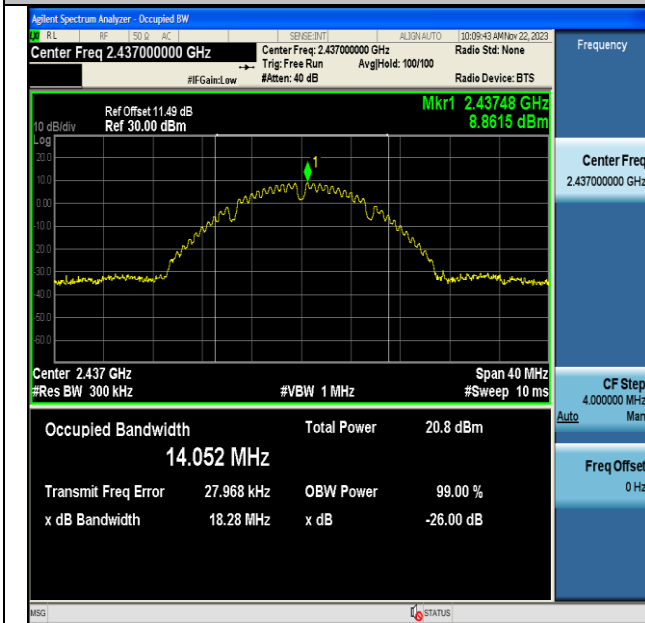 Agilent Spectrum Analyzer - Occupied BW
LXI RL RF 50 Ω AC SENSE:INT ALIGN AUTO 10:09:43 AM Nov 22, 2023
Center Freq 2.437000000 GHz
Center Freq: 2.437000000 GHz
Radio Std: None
Trig: Free Run Avg|Hold: 100/100
#IFGain:Low #Atten: 40 dB Radio Device: BTS
Frequency
Ref Offset 11.49 dB
Mkr1 2.43748 GHz
10 dB/div Ref 30.00 dBm 8.8615 dBm
Log
20.0
10.0
0.00
-10.0
-20.0
-30.0
-40.0
-50.0
-60.0
1
Center 2.437 GHz Span 40 MHz
#Res BW 300 kHz #VBW 1 MHz #Sweep 10 ms
Occupied Bandwidth Total Power 20.8 dBm
14.052 MHz
Transmit Freq Error 27.968 kHz OBW Power 99.00 %
x dB Bandwidth 18.28 MHz x dB -26.00 dB
Center Freq
2.437000000 GHz
CF Step
4.000000 MHz
Auto Man
Freq Offset
0 Hz
MSG STATUS